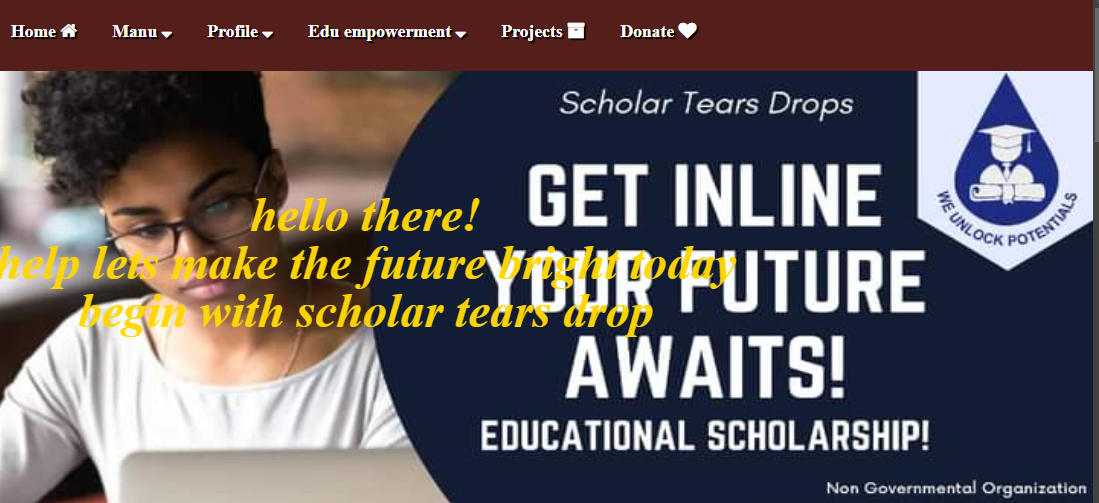 Home
Manu
Profile
Edu empowerment
Projects
Donate
Scholar Tears Drops
GET INLINE
YOUR FUTURE
AWAITS!
EDUCATIONAL SCHOLARSHIP!
Non Governmental Organization
WE UNLOCK POTENTIALS
hello there!
help lets make the future bright today
begin with scholar tears drop